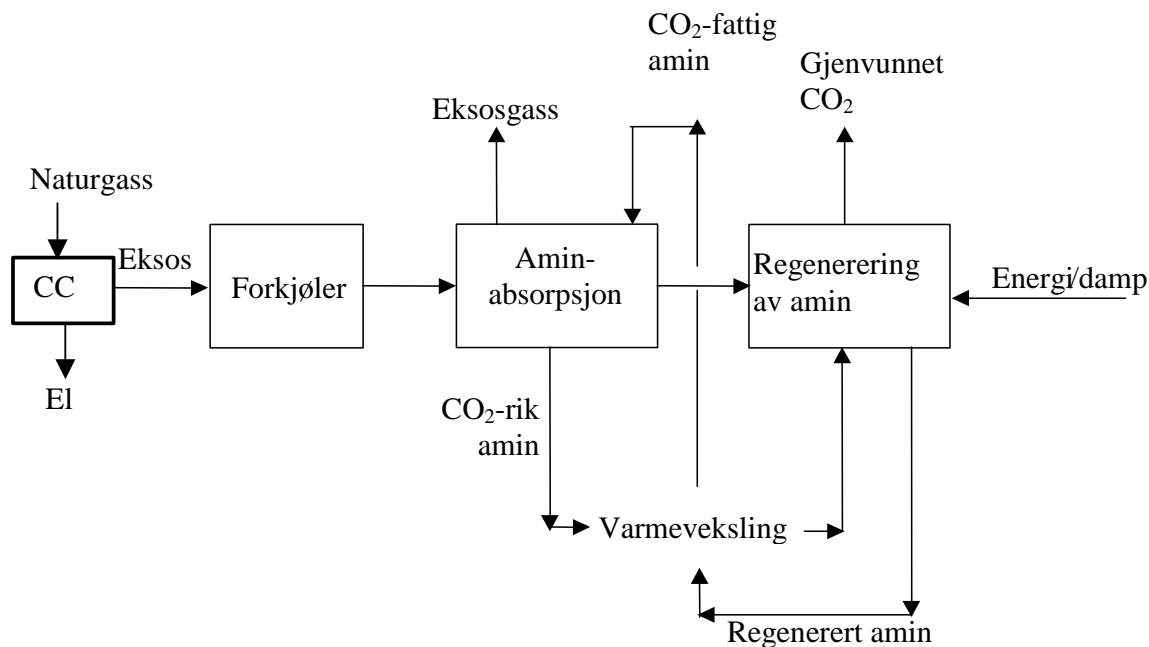 CO₂-fattig
amin
Gjenvunnet
CO₂
Eksosgass
Naturgass
Eksos
CC
Forkjøler
Amin-
absorpsjon
Regenerering
av amin
Energi/damp
El
CO₂-rik
amin
Varmeveksling
Regenerert amin